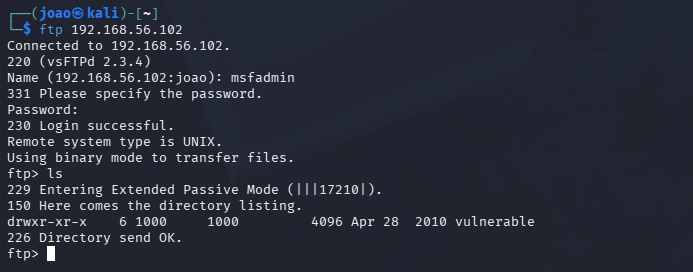 ┌──(joao㉿kali)-[~]
└─$ ftp 192.168.56.102
Connected to 192.168.56.102.
220 (vsFTPd 2.3.4)
Name (192.168.56.102:joao): msfadmin
331 Please specify the password.
Password:
230 Login successful.
Remote system type is UNIX.
Using binary mode to transfer files.
ftp> ls
229 Entering Extended Passive Mode (|||17210|).
150 Here comes the directory listing.
drwxr-xr-x    6 1000     1000         4096 Apr 28  2010 vulnerable
226 Directory send OK.
ftp>